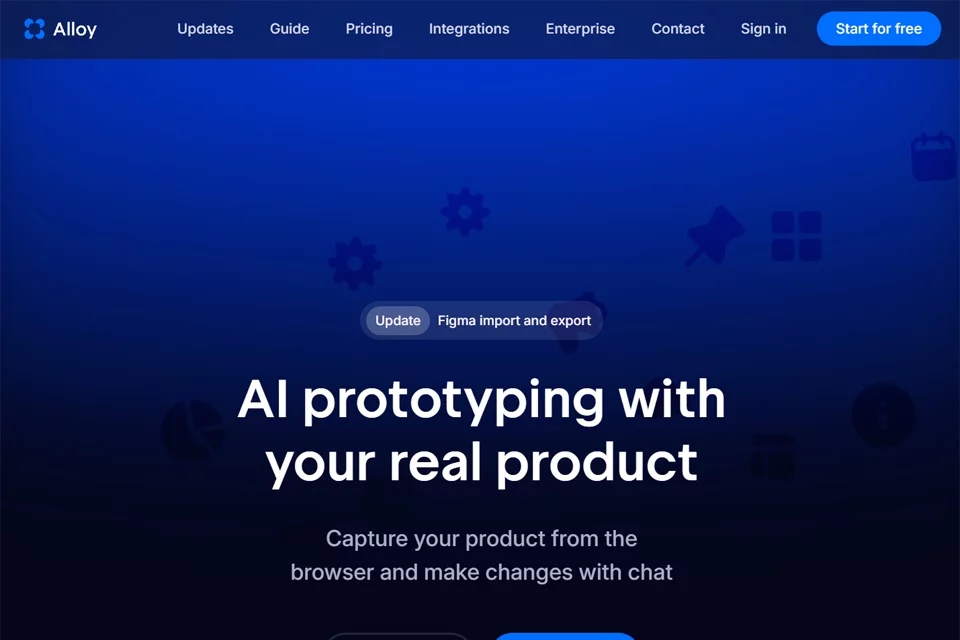 Alloy
Updates
Guide
Pricing
Integrations
Enterprise
Contact
Sign in
Start for free
Update
Figma import and export
AI prototyping with
your real product
Capture your product from the
browser and make changes with chat